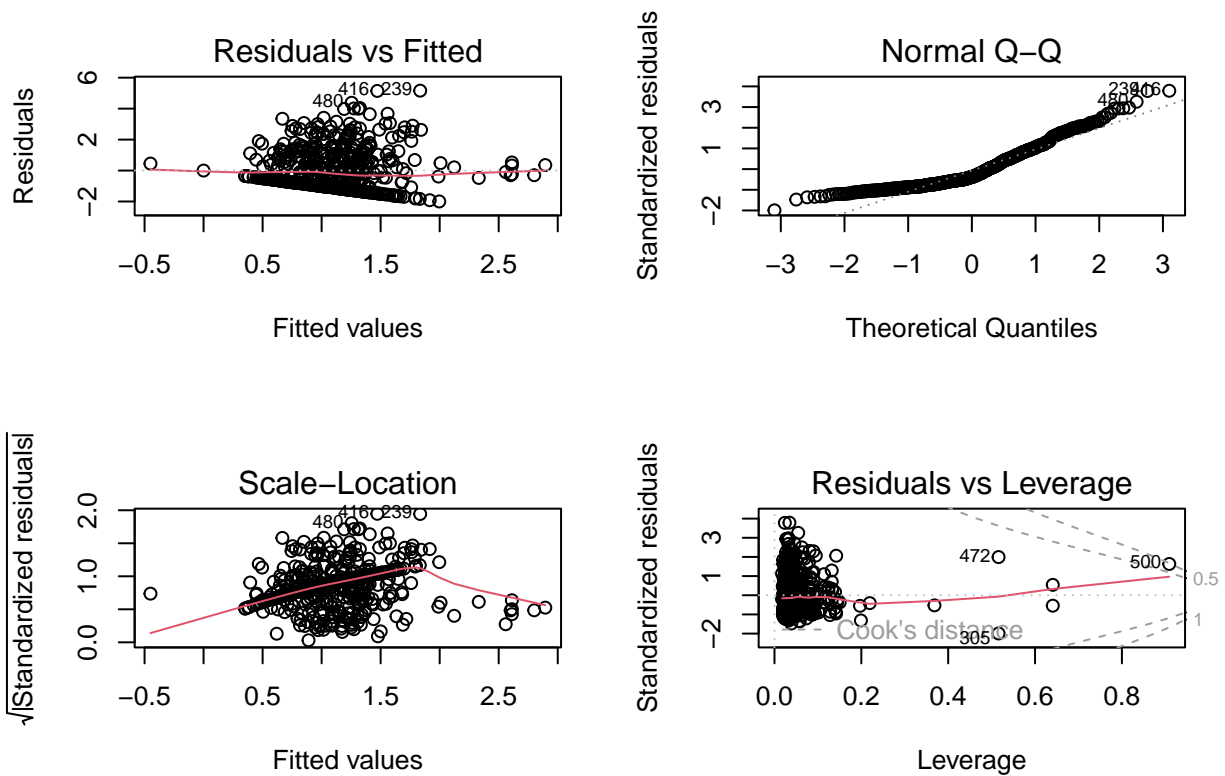 Residuals vs Fitted
Residuals
6
2
−2
416
239
480
−0.5 0.5 1.5 2.5
Fitted values
Normal Q−Q
Standardized residuals
3
1
−2
239
416
480
−3 −2 −1 0 1 2 3
Theoretical Quantiles
Scale−Location
√|Standardized residuals|
2.0
1.0
0.0
416
239
480
−0.5 0.5 1.5 2.5
Fitted values
Residuals vs Leverage
Standardized residuals
3
1
−2
472
500
305
Cook's distance
0.5
1
0.0 0.2 0.4 0.6 0.8
Leverage